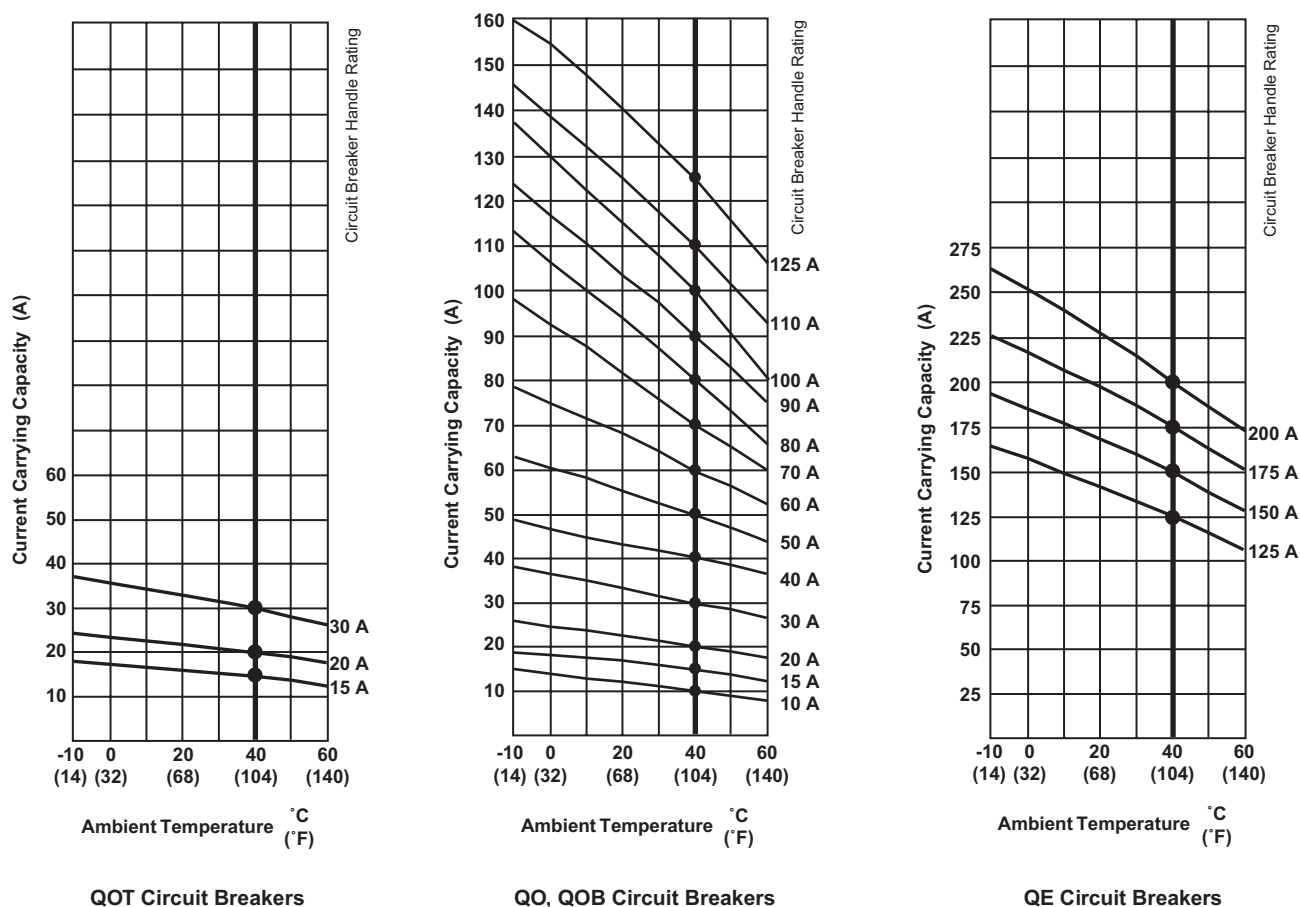 Current Carrying Capacity (A)
60
50
40
30
20
10
30 A
20 A
15 A
-10 0 20 40 60
(14) (32) (68) (104) (140)
Ambient Temperature °C
(°F)
Circuit Breaker Handle Rating
QOT Circuit Breakers
Current Carrying Capacity (A)
160
150
140
130
120
110
100
90
80
70
60
50
40
30
20
10
125 A
110 A
100 A
90 A
80 A
70 A
60 A
50 A
40 A
30 A
20 A
15 A
10 A
-10 0 20 40 60
(14) (32) (68) (104) (140)
Ambient Temperature °C
(°F)
Circuit Breaker Handle Rating
QO, QOB Circuit Breakers
Current Carrying Capacity (A)
275
250
225
200
175
150
125
100
75
50
25
200 A
175 A
150 A
125 A
-10 0 20 40 60
(14) (32) (68) (104) (140)
Ambient Temperature °C
(°F)
Circuit Breaker Handle Rating
QE Circuit Breakers